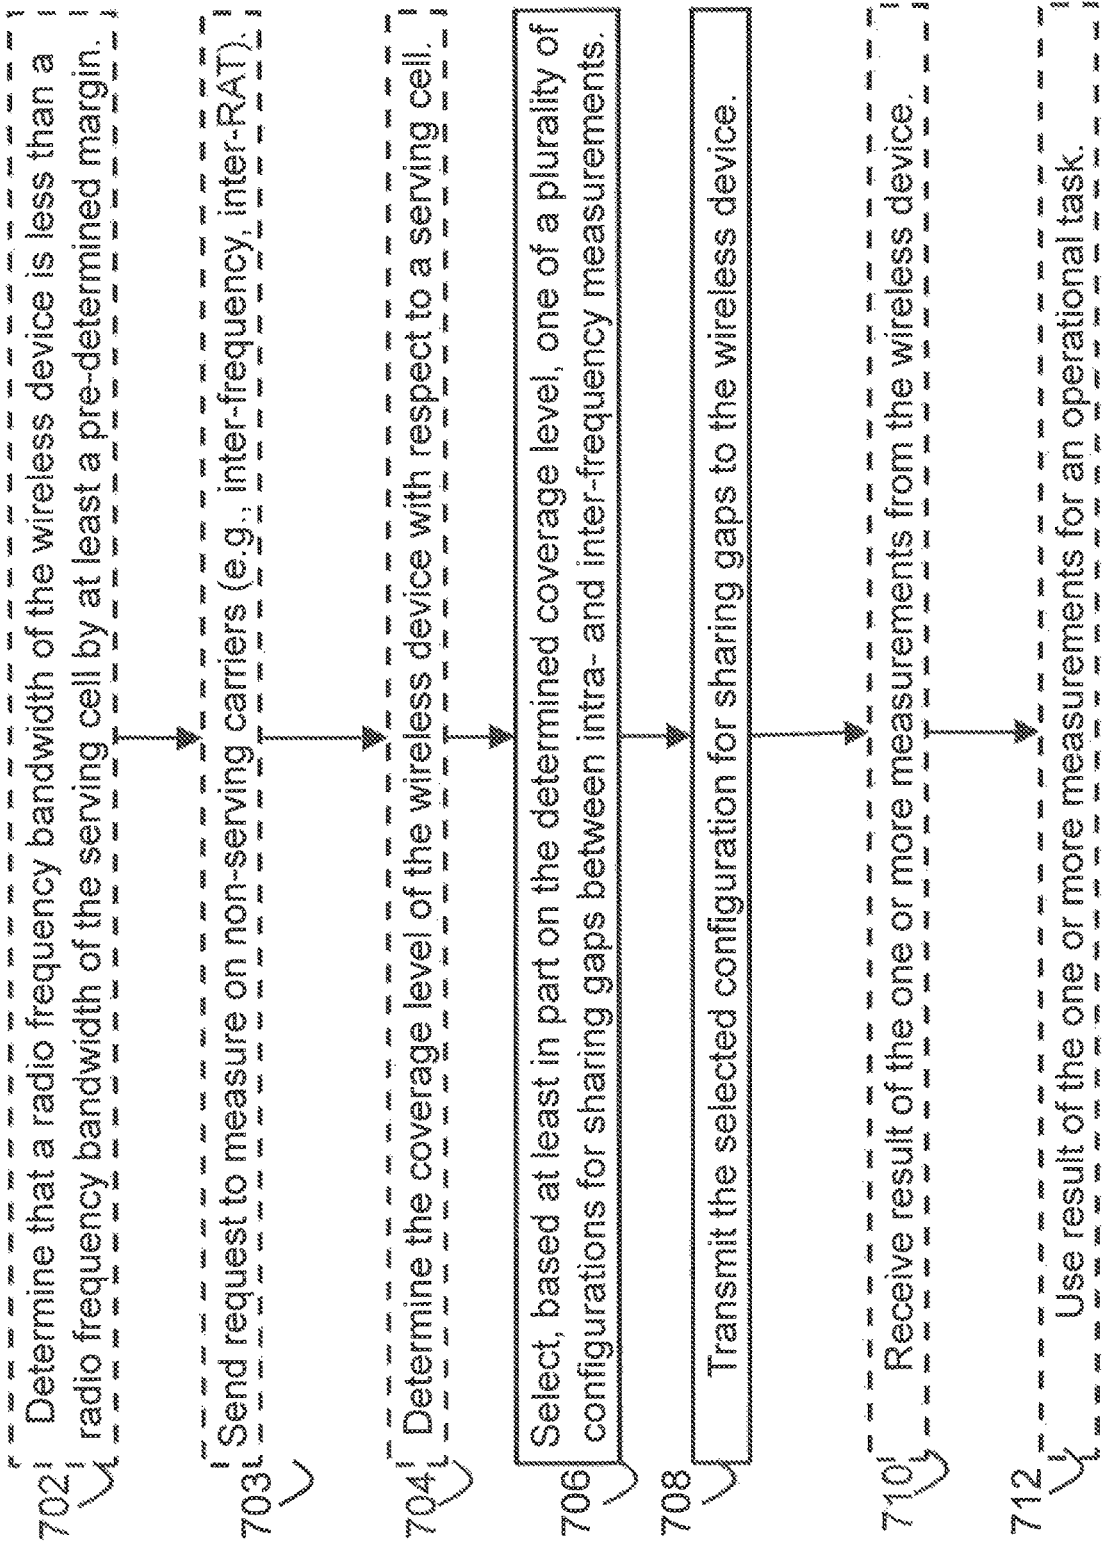 702
Determine that a radio frequency bandwidth of the wireless device is less than a
radio frequency bandwidth of the serving cell by at least a pre-determined margin.
703
Send request to measure on non-serving carriers (e.g., inter-frequency, inter-RAT).
704
Determine the coverage level of the wireless device with respect to a serving cell.
706
Select, based at least in part on the determined coverage level, one of a plurality of
configurations for sharing gaps between intra- and inter-frequency measurements.
708
Transmit the selected configuration for sharing gaps to the wireless device.
710
Receive result of the one or more measurements from the wireless device.
712
Use result of the one or more measurements for an operational task.